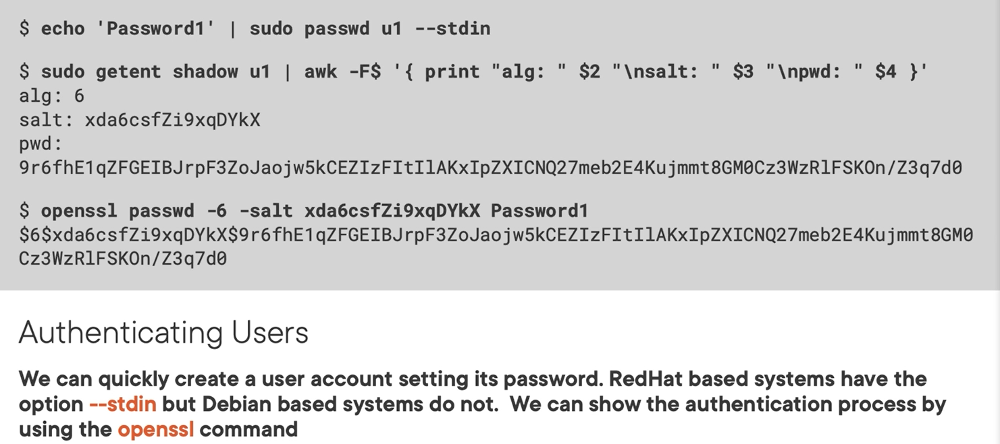 $ echo 'Password1' | sudo passwd u1 --stdin
$ sudo getent shadow u1 | awk -F$ '{ print "alg: " $2 "\nsalt: " $3 "\npwd: " $4 }'
alg: 6
salt: xda6csfZi9xqDYkX
pwd:
9r6fhE1qZFGEIBJrpF3ZoJaojw5kCEZIzFItIlAKxIpZXICNQ27meb2E4Kujmmt8GM0Cz3WzRlFSKOn/Z3q7d0
$ openssl passwd -6 -salt xda6csfZi9xqDYkX Password1
$6$xda6csfZi9xqDYkX$9r6fhE1qZFGEIBJrpF3ZoJaojw5kCEZIzFItIlAKxIpZXICNQ27meb2E4Kujmmt8GM0
Cz3WzRlFSKOn/Z3q7d0
Authenticating Users
We can quickly create a user account setting its password. RedHat based systems have the
option --stdin but Debian based systems do not.  We can show the authentication process by
using the openssl command